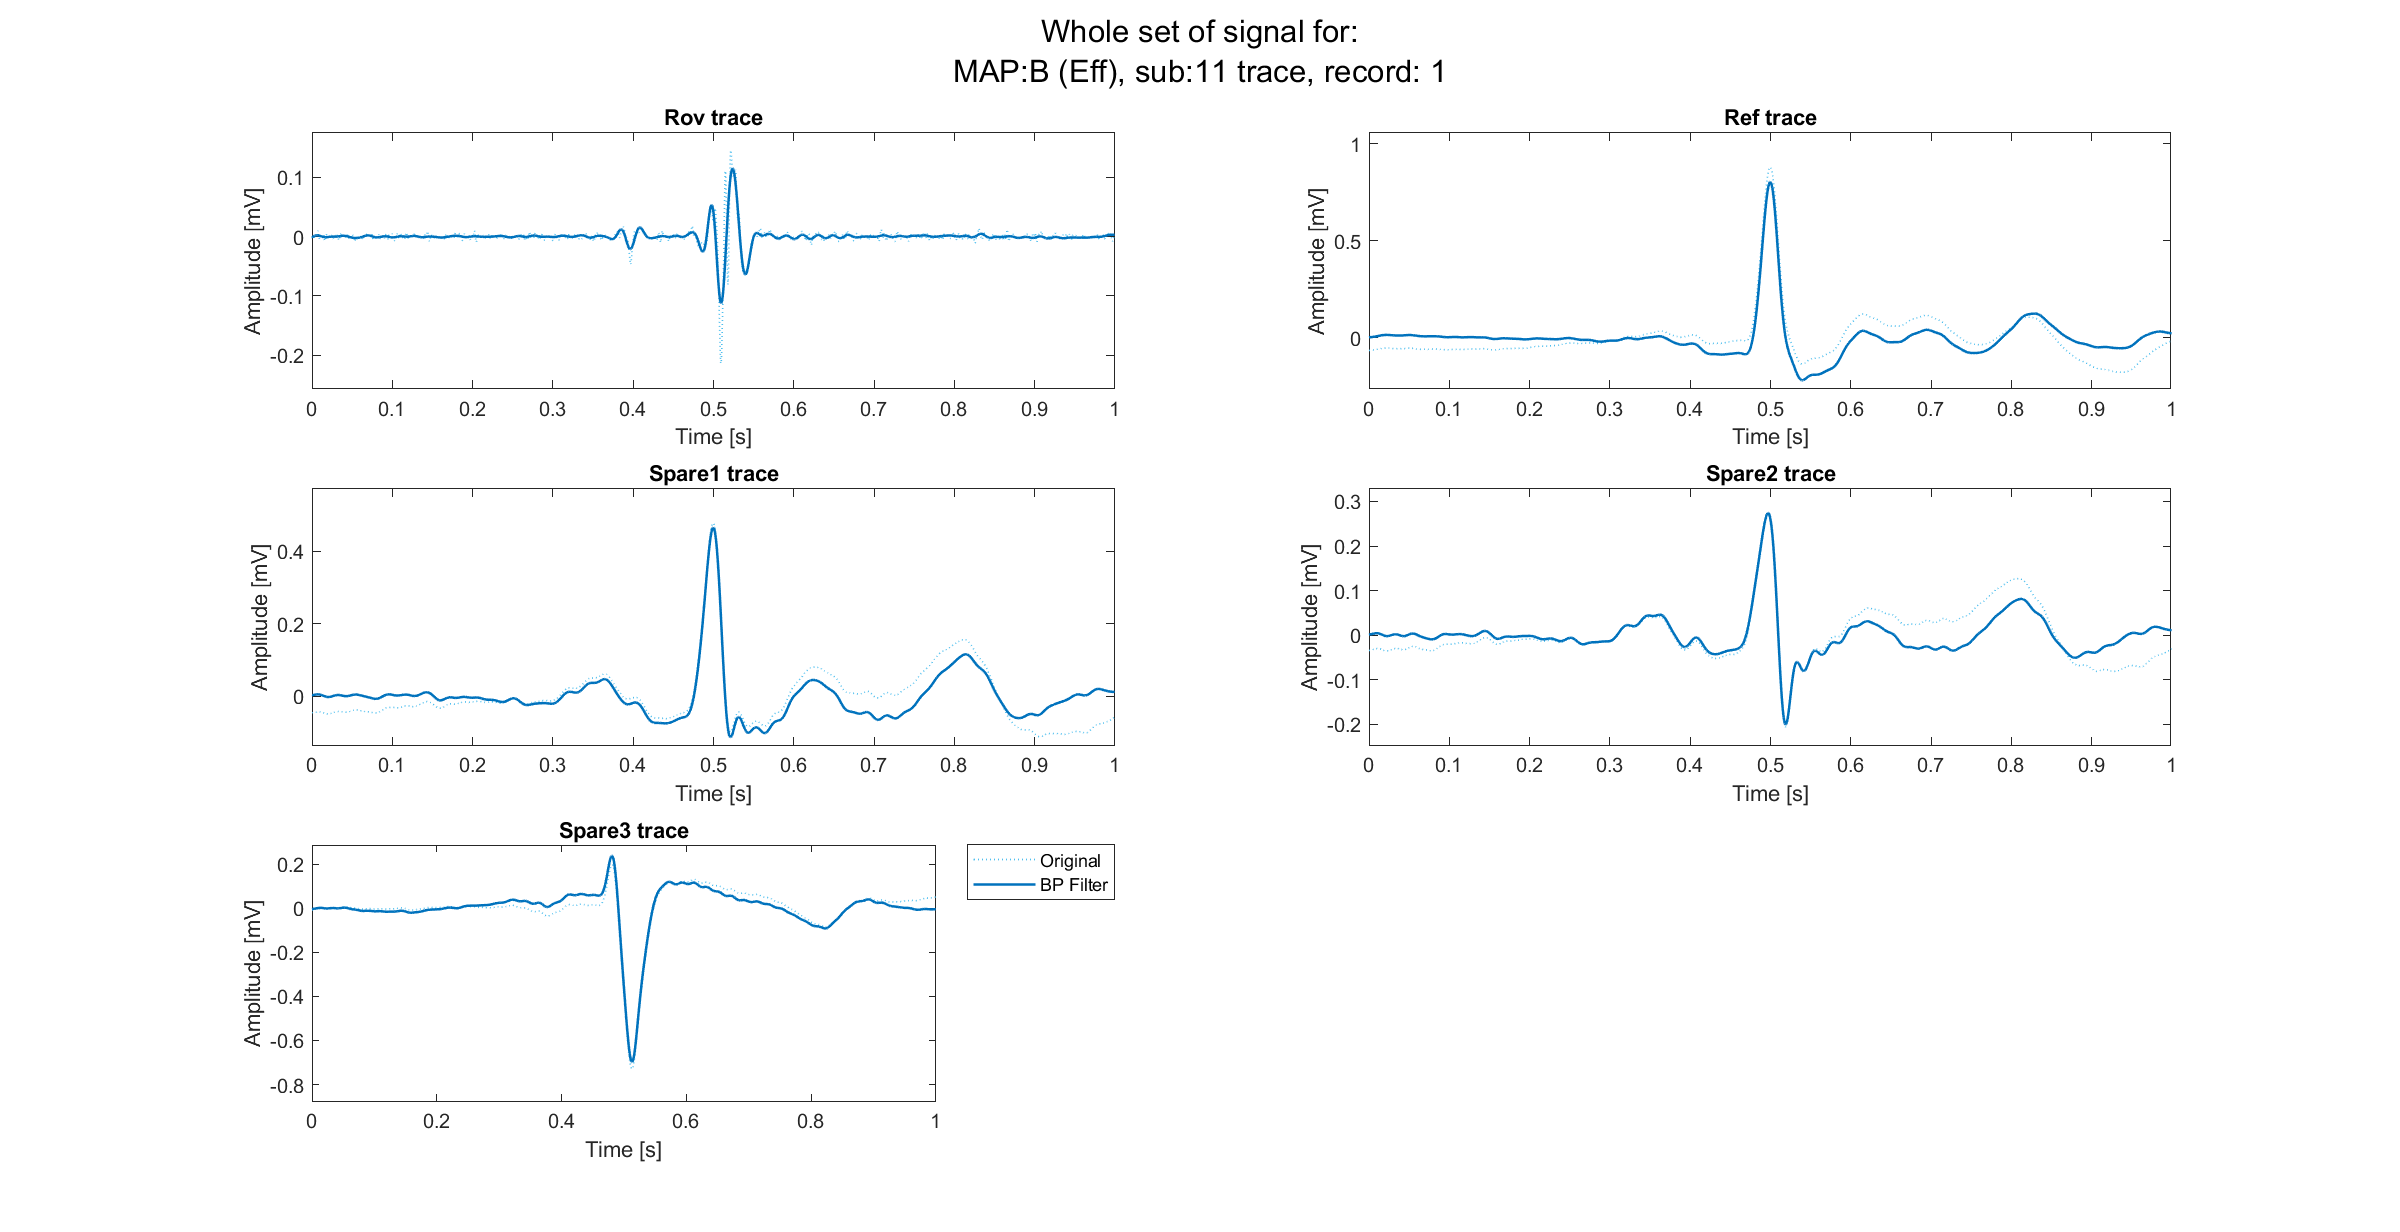 Whole set of signal for:
MAP:B (Eff), sub:11 trace, record: 1
Rov trace
Amplitude [mV]
0.1
0
-0.1
-0.2
0 0.1 0.2 0.3 0.4 0.5 0.6 0.7 0.8 0.9 1
Time [s]
Ref trace
Amplitude [mV]
1
0.5
0
0 0.1 0.2 0.3 0.4 0.5 0.6 0.7 0.8 0.9 1
Time [s]
Spare1 trace
Amplitude [mV]
0.4
0.2
0
0 0.1 0.2 0.3 0.4 0.5 0.6 0.7 0.8 0.9 1
Time [s]
Spare2 trace
Amplitude [mV]
0.3
0.2
0.1
0
-0.1
-0.2
0 0.1 0.2 0.3 0.4 0.5 0.6 0.7 0.8 0.9 1
Time [s]
Spare3 trace
Amplitude [mV]
0.2
0
-0.2
-0.4
-0.6
-0.8
0 0.2 0.4 0.6 0.8 1
Time [s]
Original
BP Filter